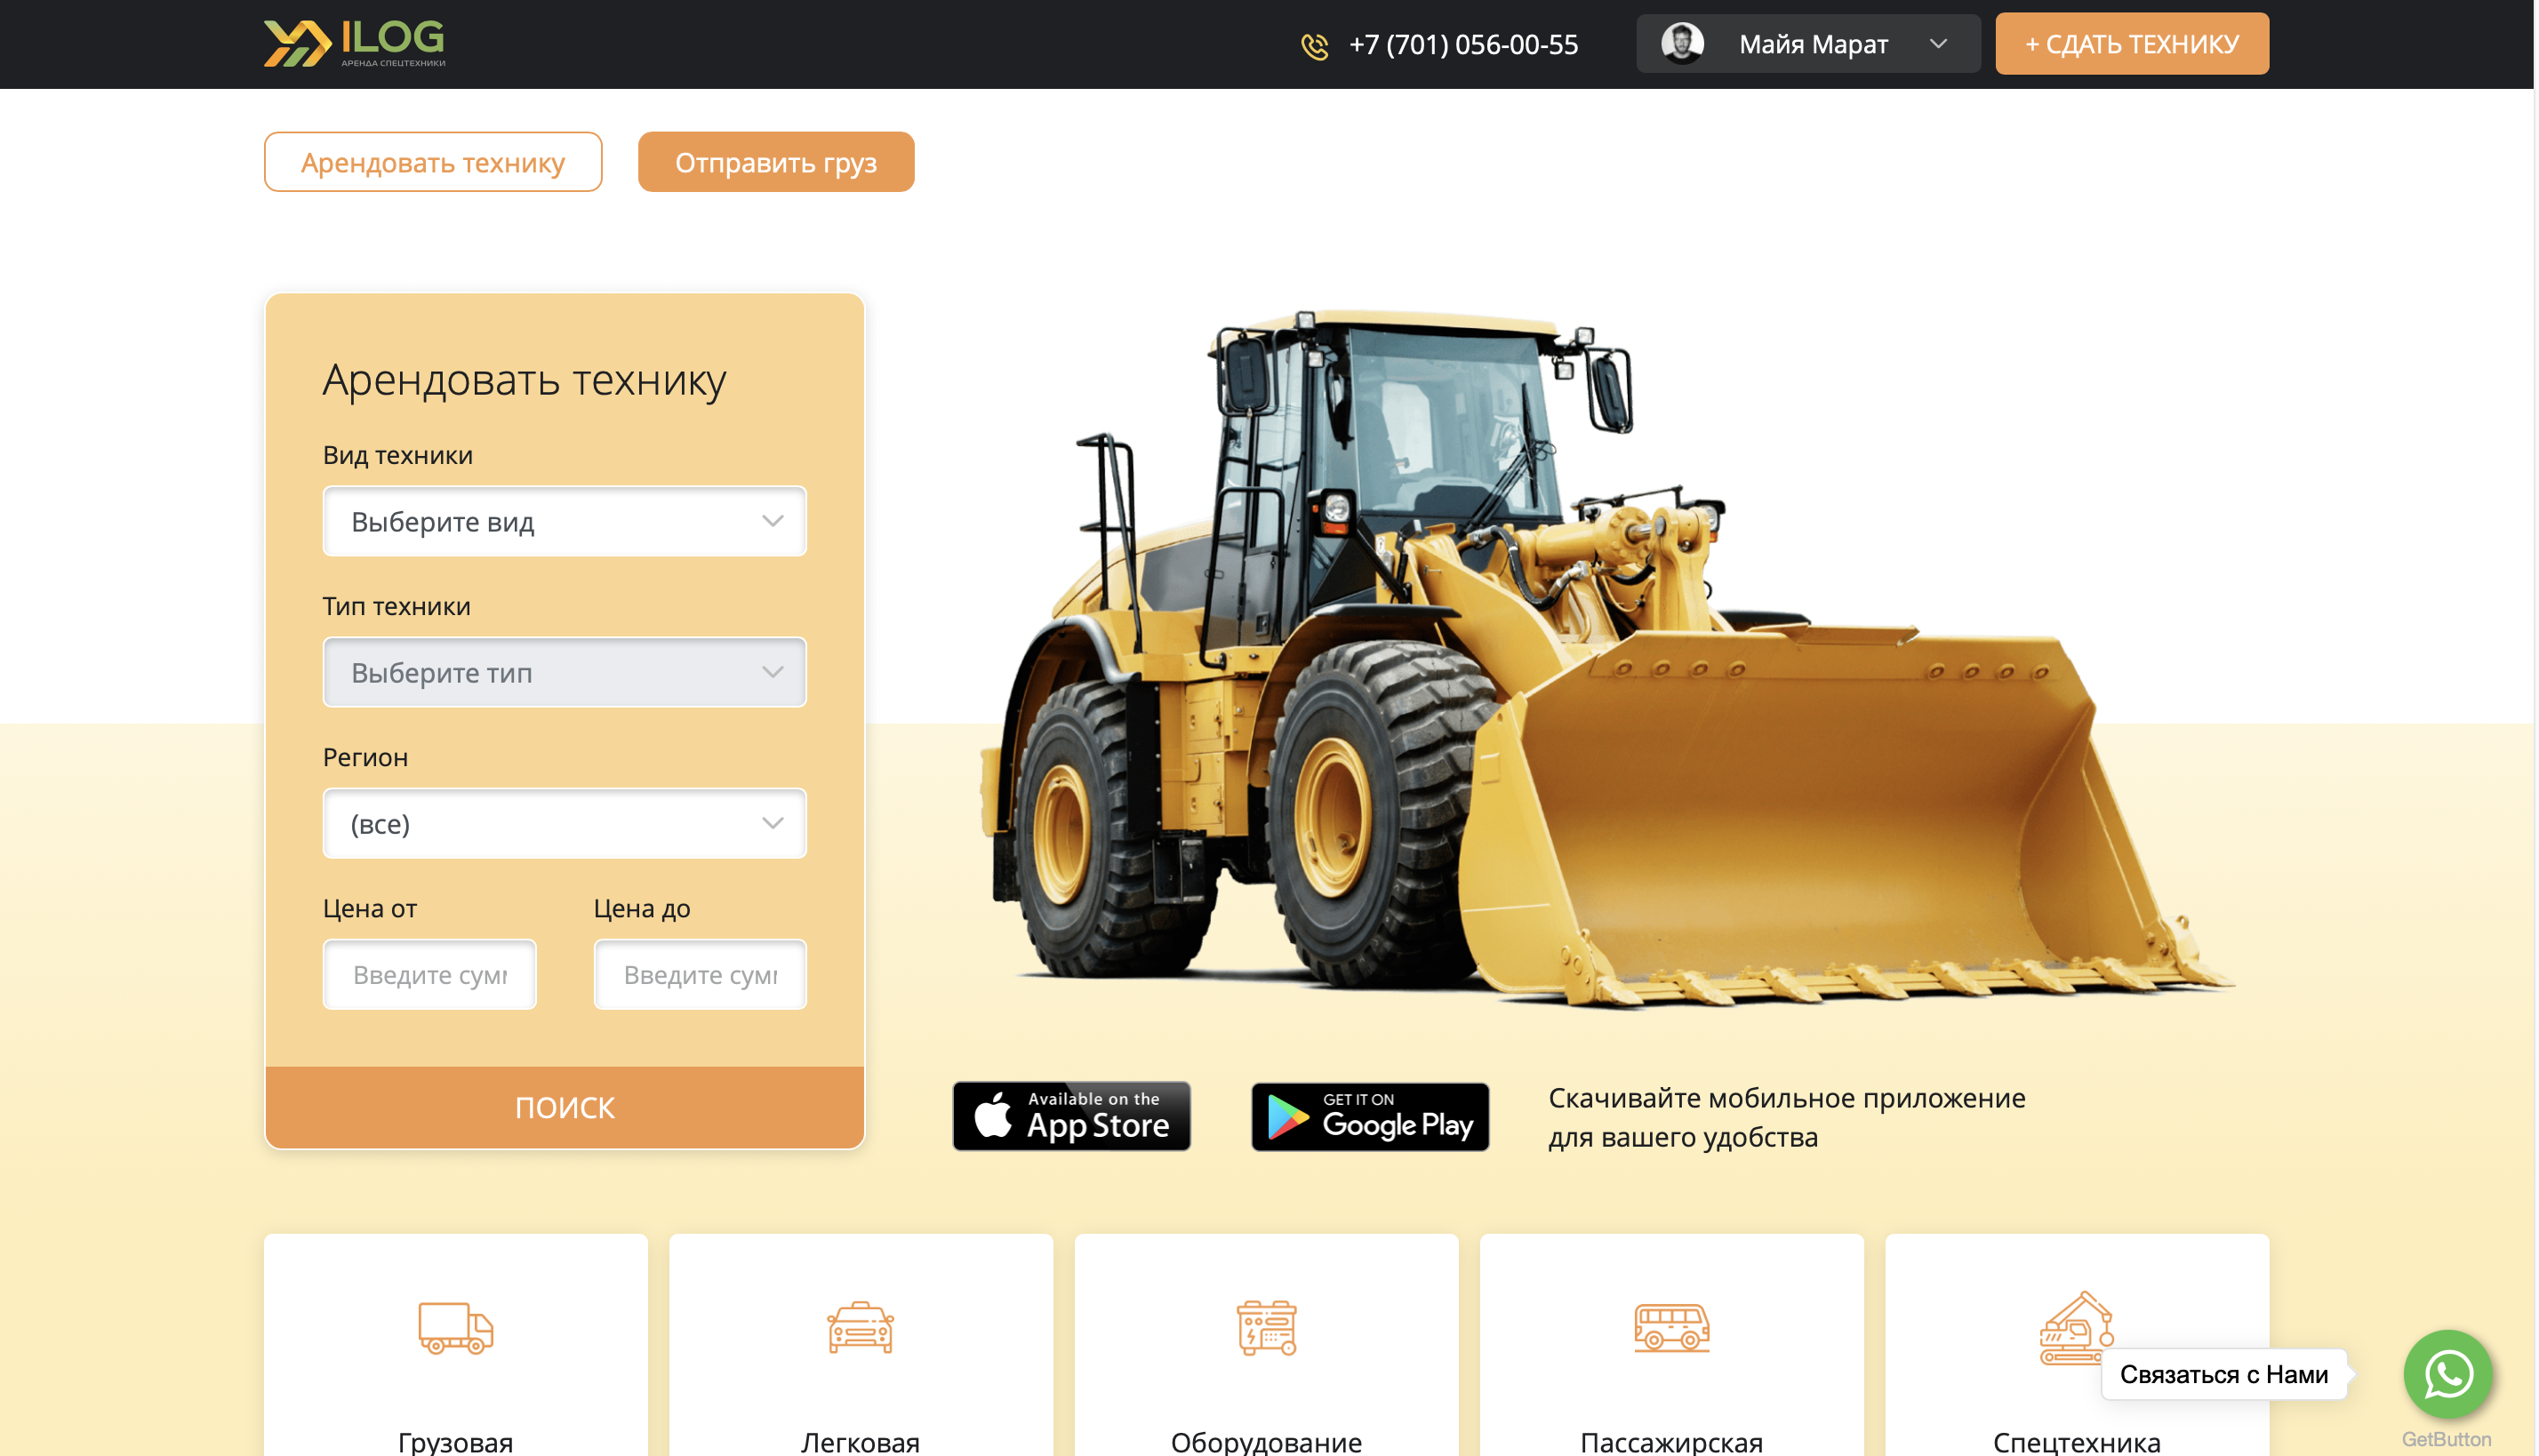 ILOG
АРЕНДА СПЕЦТЕХНИКИ
+7 (701) 056-00-55
Майя Марат
+ СДАТЬ ТЕХНИКУ
Арендовать технику
Отправить груз
Арендовать технику
Вид техники
Выберите вид
Тип техники
Выберите тип
Регион
(все)
Цена от
Цена до
Введите сумм
Введите сумм
ПОИСК
Available on the
App Store
GET IT ON
Google Play
Скачивайте мобильное приложение
для вашего удобства
Грузовая
Легковая
Оборудование
Пассажирская
Спецтехника
Связаться с Нами
GetButton